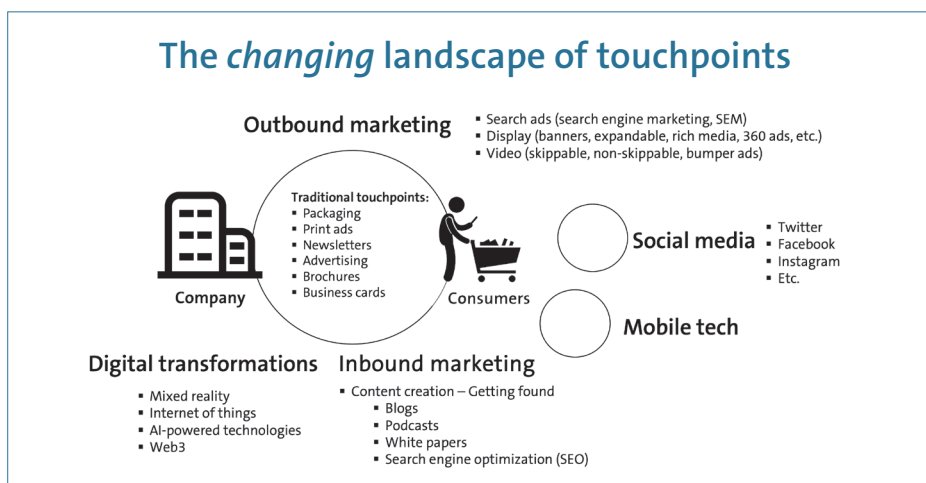 The changing landscape of touchpoints
Outbound marketing
▪ Search ads (search engine marketing, SEM)
▪ Display (banners, expandable, rich media, 360 ads, etc.)
▪ Video (skippable, non-skippable, bumper ads)
Traditional touchpoints:
▪ Packaging
▪ Print ads
▪ Newsletters
▪ Advertising
▪ Brochures
▪ Business cards
Company
Consumers
Social media
▪ Twitter
▪ Facebook
▪ Instagram
▪ Etc.
Mobile tech
Digital transformations
▪ Mixed reality
▪ Internet of things
▪ AI-powered technologies
▪ Web3
Inbound marketing
▪ Content creation – Getting found
▪ Blogs
▪ Podcasts
▪ White papers
▪ Search engine optimization (SEO)